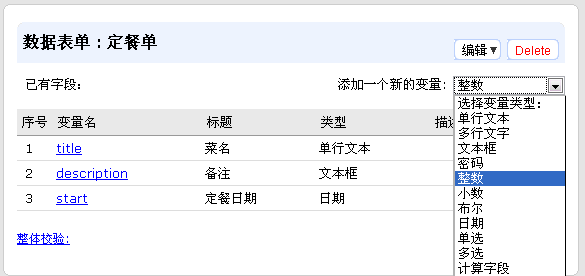 数据表单：定餐单
编辑▼ Delete
已有字段： 添加一个新的变量： 整数
序号 变量名 标题 类型
1 title 菜名 单行文本
2 description 备注 文本框
3 start 定餐日期 日期
整体校验：
选择变量类型：
单行文本
多行文字
文本框
密码
整数
小数
布尔
日期
单选
多选
计算字段